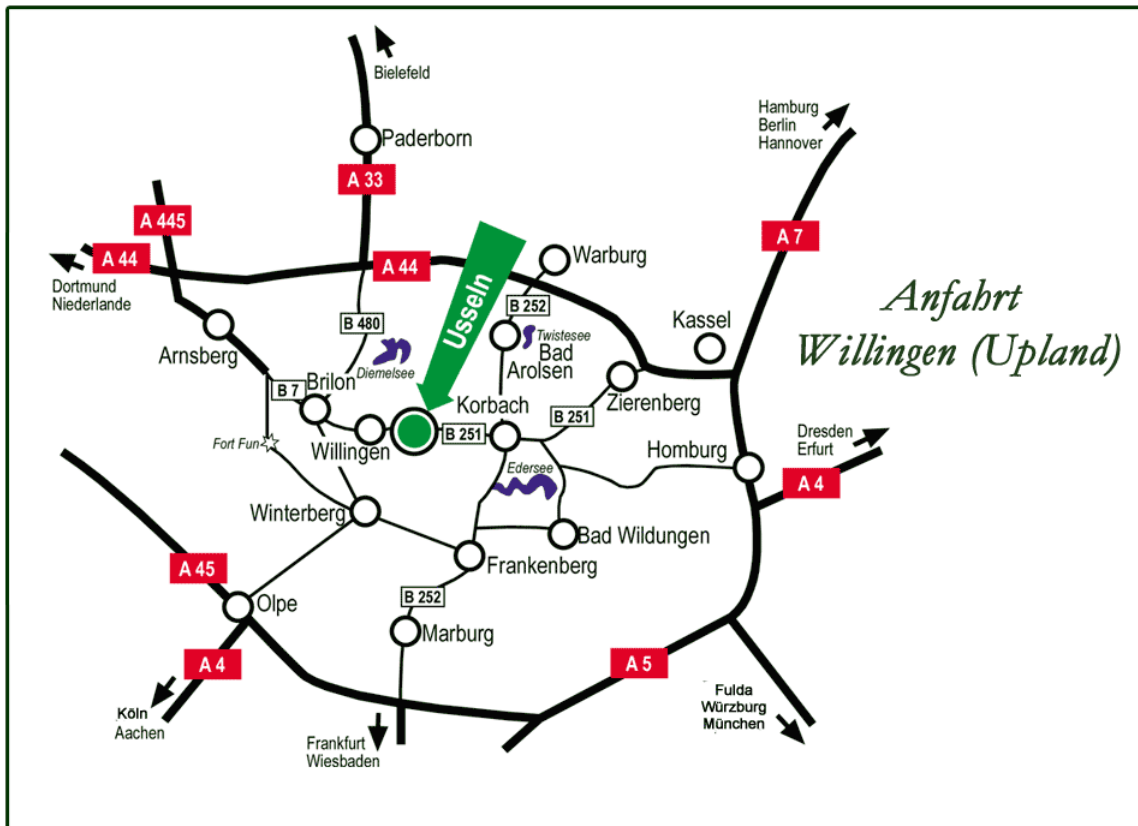 Bielefeld
Paderborn
A 33
Hamburg
Berlin
Hannover
A 7
A 445
A 44
Dortmund
Niederlande
A 44
Usseln
Warburg
B 252
Anfahrt
Willingen (Upland)
Arnsberg
B 480
Diemelsee
Twistesee
Bad
Arolsen
Kassel
Zierenberg
B 7
Brilon
Willingen
Korbach
B 251
B 251
Fort Fun
Edersee
Homburg
Dresden
Erfurt
A 4
Winterberg
Bad Wildungen
Frankenberg
A 45
Olpe
B 252
Marburg
A 4
A 5
Köln
Aachen
Frankfurt
Wiesbaden
Fulda
Würzburg
München